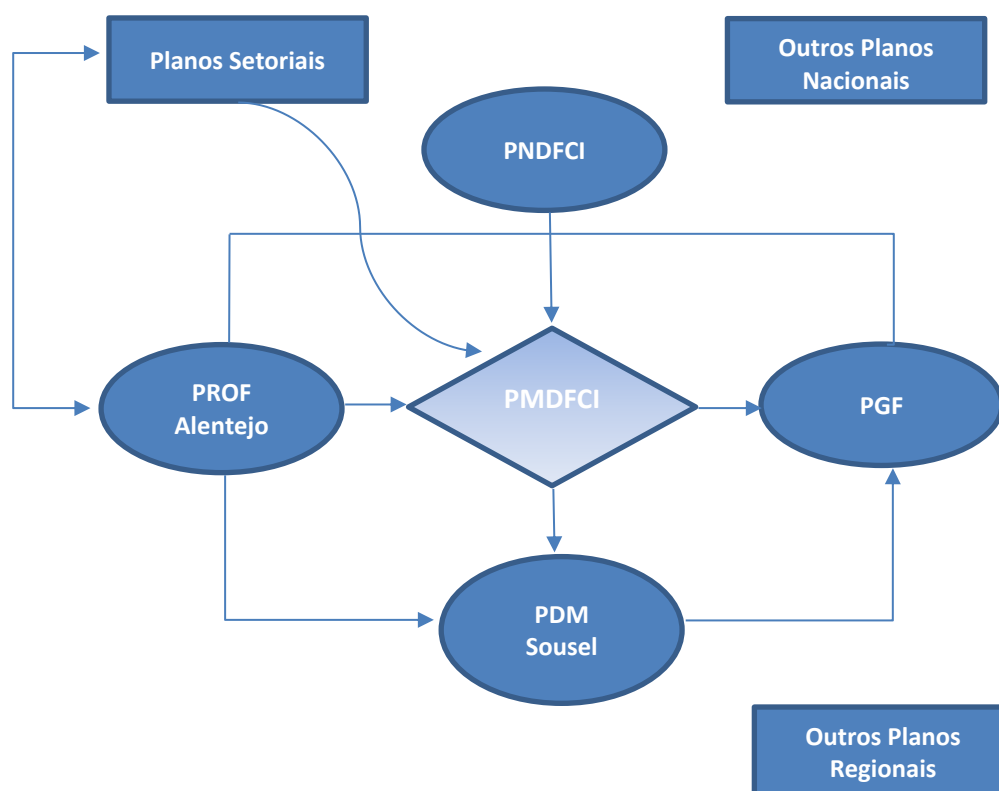 Planos Setoriais
Outros Planos
Nacionais
PNDFCI
PROF
Alentejo
PMDFCI
PGF
PDM
Sousel
Outros Planos
Regionais